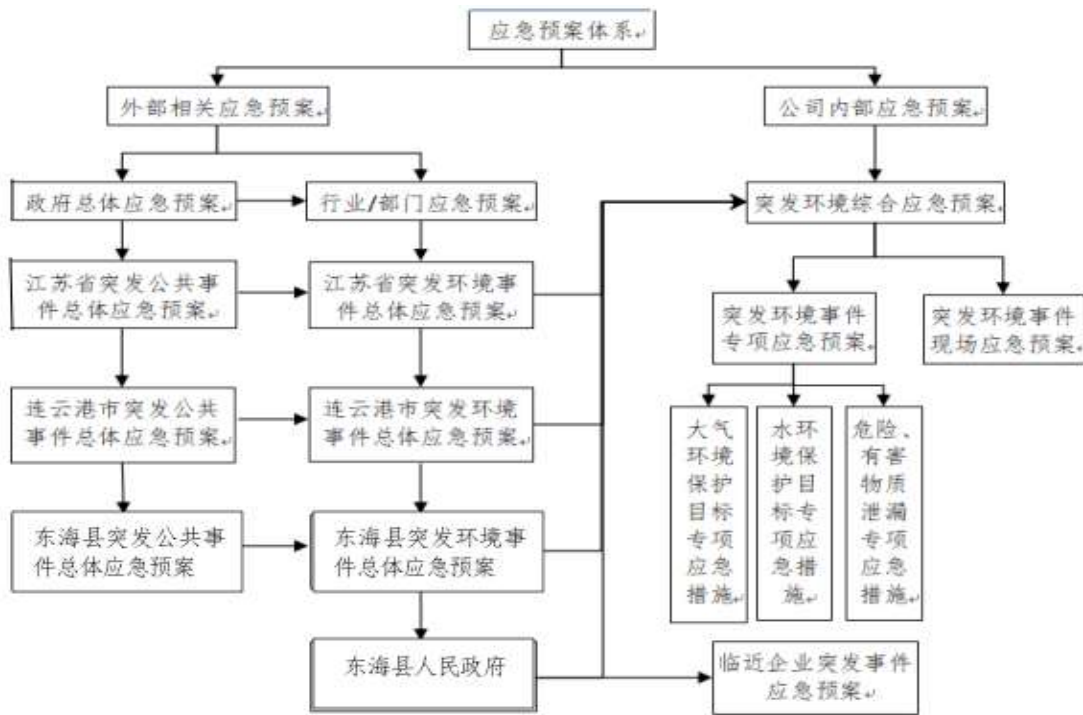 应急预案体系
外部相关应急预案
公司内部应急预案
政府总体应急预案
行业/部门应急预案
突发环境综合应急预案
江苏省突发公共事
件总体应急预案
江苏省突发环境事
件总体应急预案
突发环境事件
专项应急预案
突发环境事件
现场应急预案
连云港市突发公共
事件总体应急预案
连云港市突发环境
事件总体应急预案
大气
环境
保护
目标
专项
应急
措施
水环
境保
护目
标专
项应
急措
施
危险、
有害
物质
泄漏
专项
应急
措施
东海县突发公共事
件总体应急预案
东海县突发环境事
件总体应急预案
东海县人民政府
临近企业突发事件
应急预案